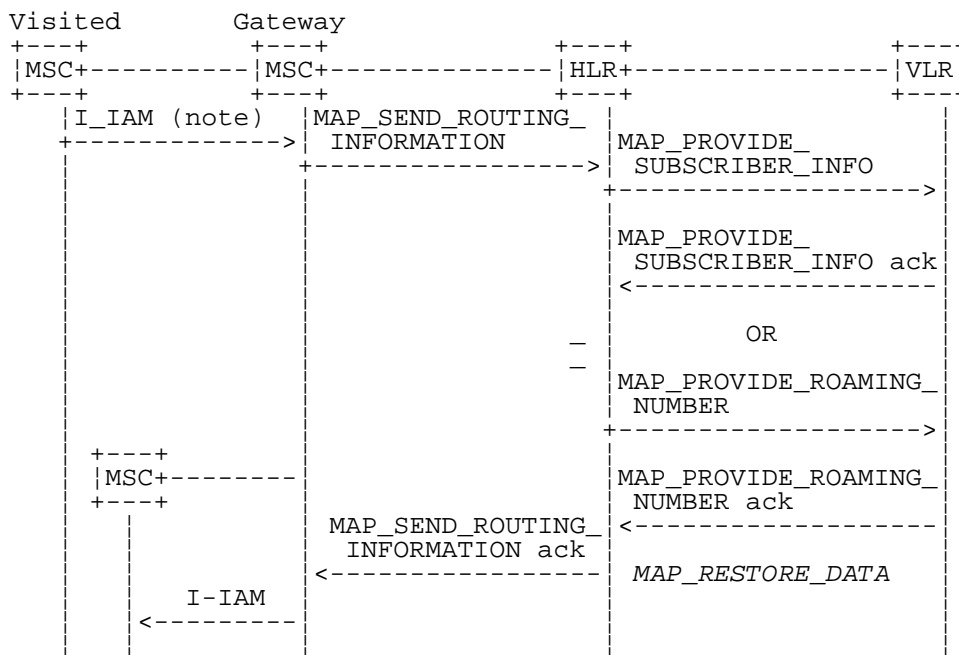 Visited Gateway
MSC MSC HLR VLR
I_IAM (note) MAP_SEND_ROUTING_
INFORMATION MAP_PROVIDE_
SUBSCRIBER_INFO
MAP_PROVIDE_
SUBSCRIBER_INFO ack
OR
MAP_PROVIDE_ROAMING_
NUMBER
MSC MAP_PROVIDE_ROAMING_
NUMBER ack
MAP_SEND_ROUTING_
INFORMATION ack
MAP_RESTORE_DATA
I-IAM